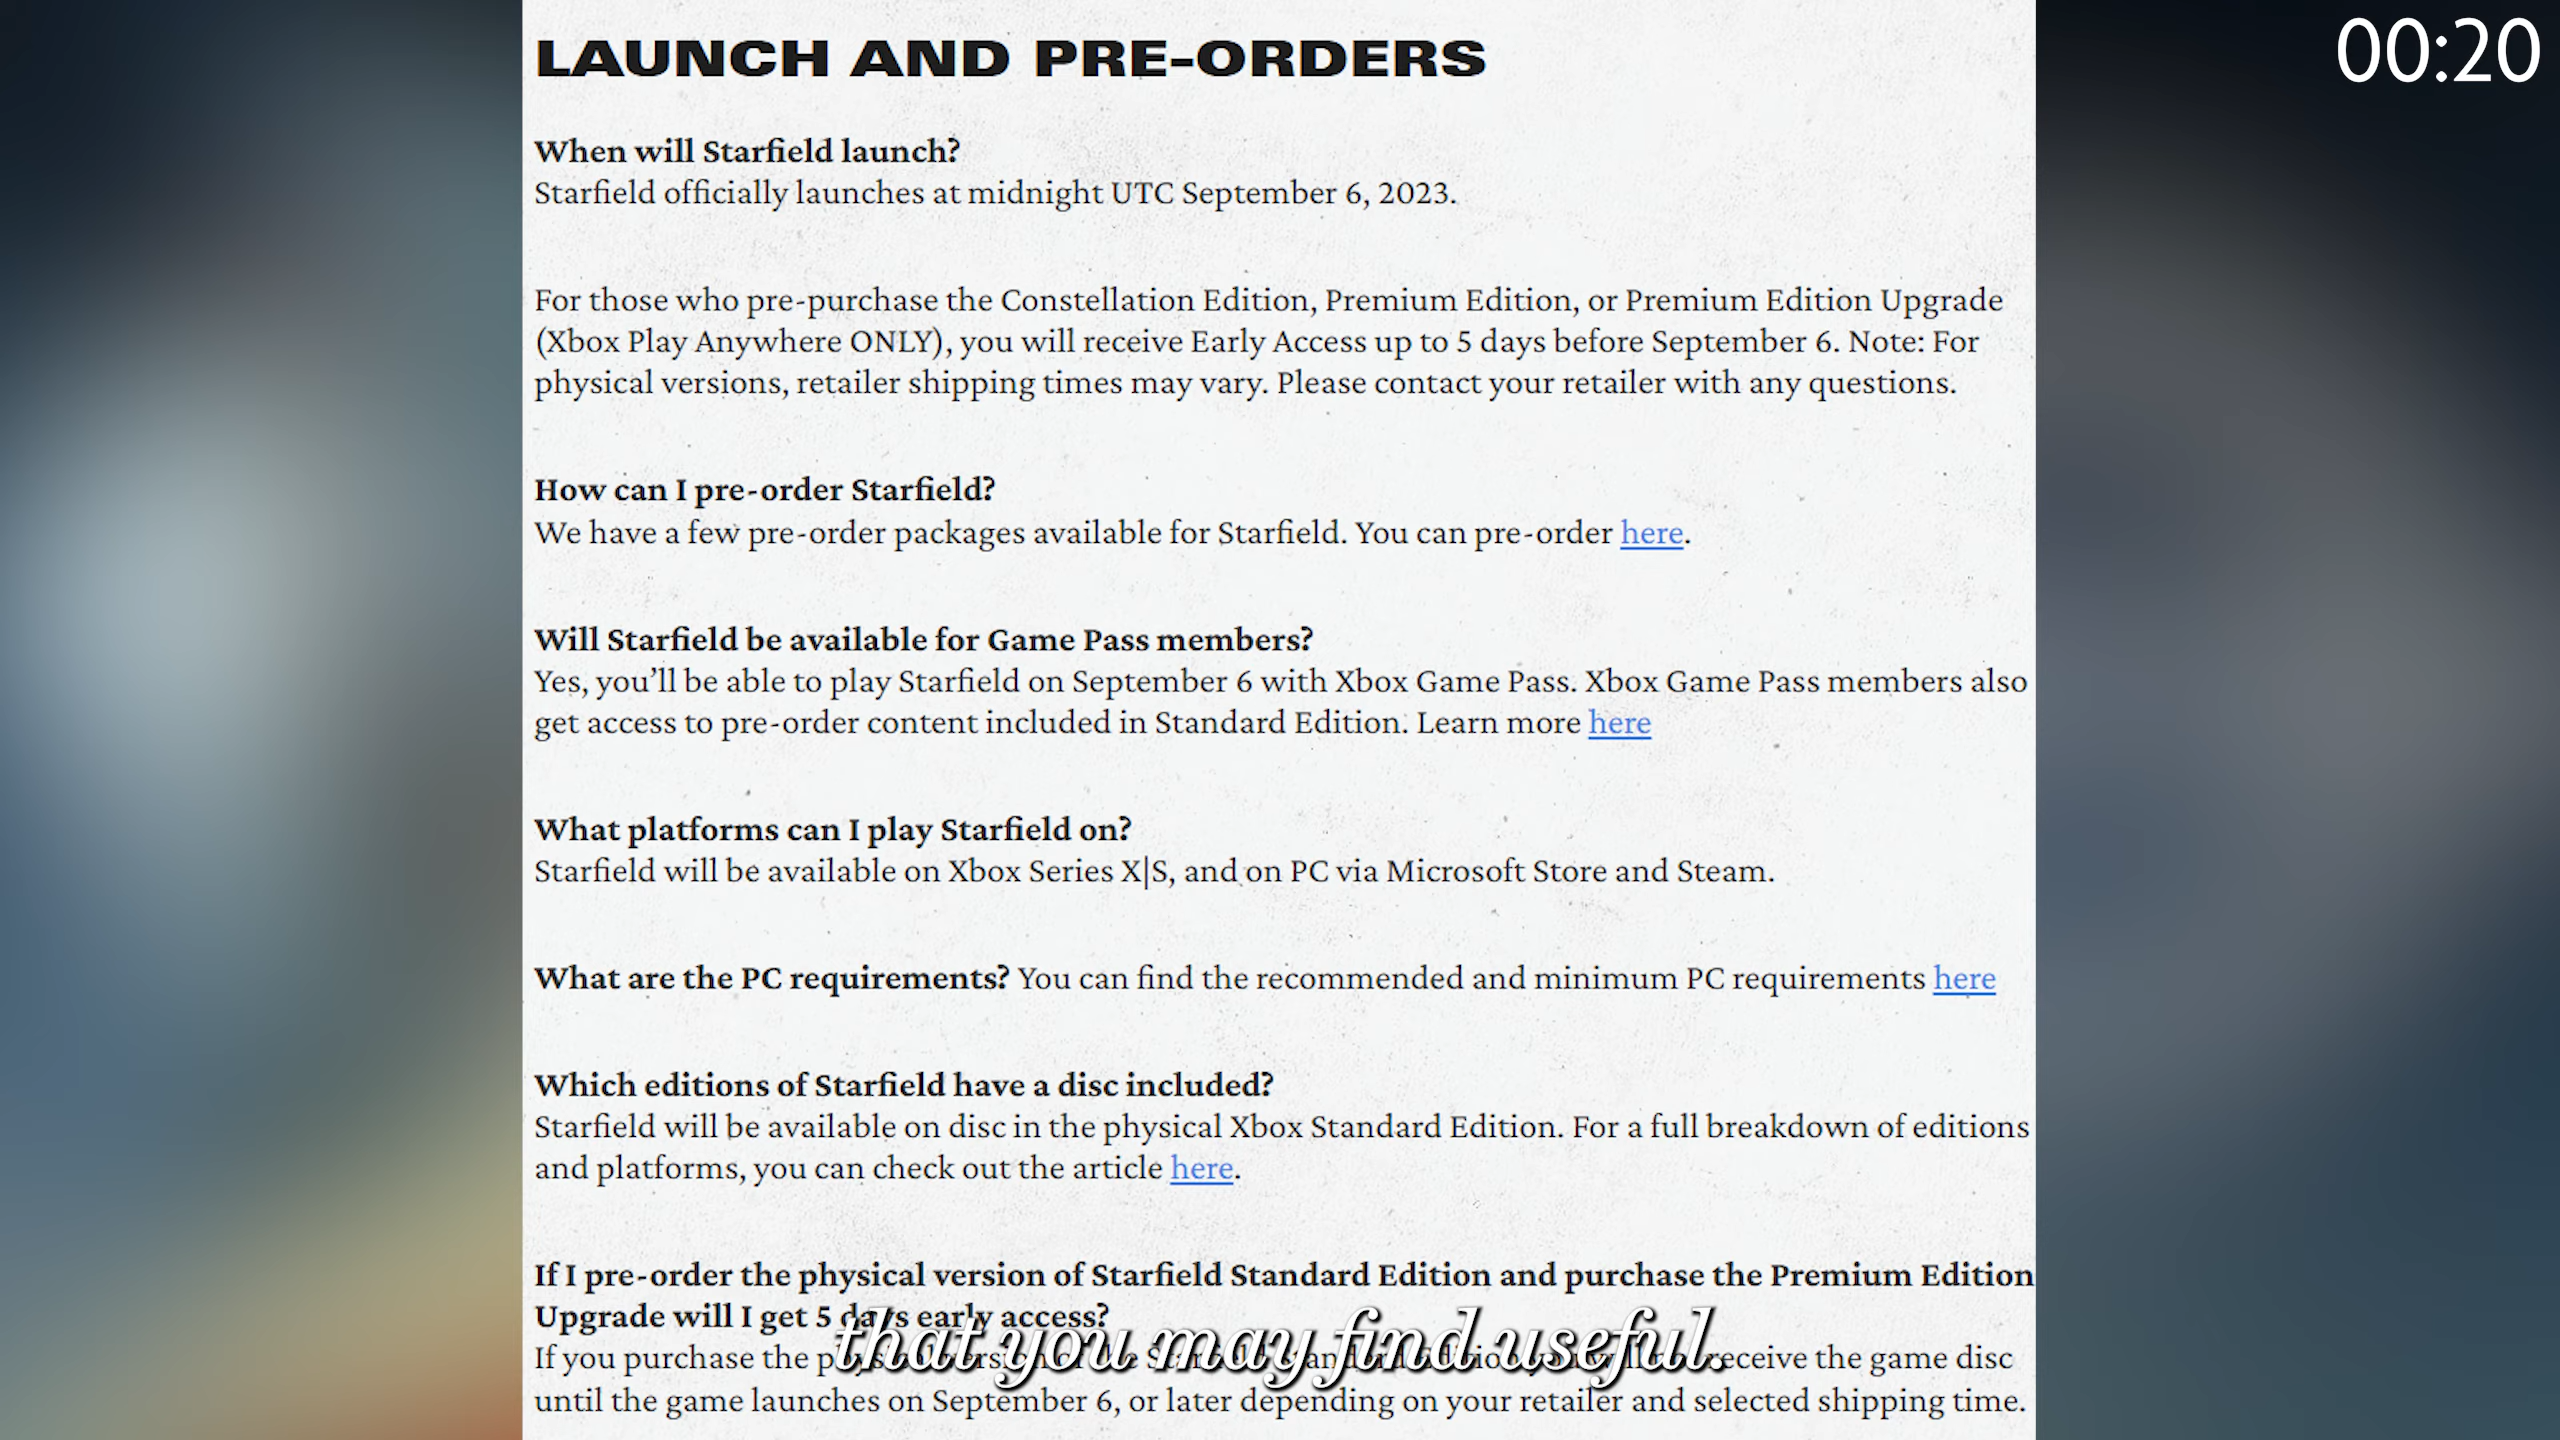 00:20
LAUNCH AND PRE-ORDERS
When will Starfield launch?
Starfield officially launches at midnight UTC September 6, 2023.
For those who pre-purchase the Constellation Edition, Premium Edition, or Premium Edition Upgrade
(Xbox Play Anywhere ONLY), you will receive Early Access up to 5 days before September 6. Note: For
physical versions, retailer shipping times may vary. Please contact your retailer with any questions.
How can I pre-order Starfield?
We have a few pre-order packages available for Starfield. You can pre-order here.
Will Starfield be available for Game Pass members?
Yes, you’ll be able to play Starfield on September 6 with Xbox Game Pass. Xbox Game Pass members also
get access to pre-order content included in Standard Edition. Learn more here
What platforms can I play Starfield on?
Starfield will be available on Xbox Series X|S, and on PC via Microsoft Store and Steam.
What are the PC requirements? You can find the recommended and minimum PC requirements here
Which editions of Starfield have a disc included?
Starfield will be available on disc in the physical Xbox Standard Edition. For a full breakdown of editions
and platforms, you can check out the article here.
If I pre-order the physical version of Starfield Standard Edition and purchase the Premium Edition
Upgrade will I get 5 days early access?
that you may find useful.
If you purchase the receive the game disc
until the game launches on September 6, or later depending on your retailer and selected shipping time.